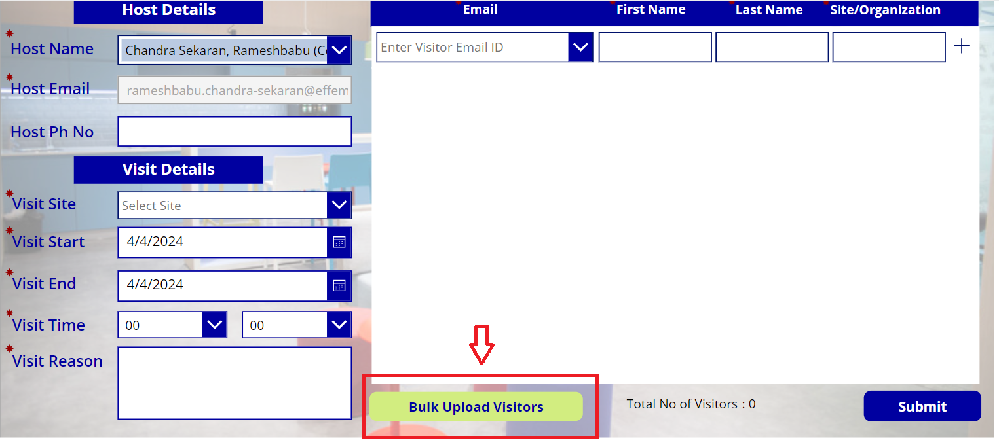 Host Details
Host Name
Chandra Sekaran, Rameshbabu (C
Host Email
rameshbabu.chandra-sekaran@effem
Host Ph No
Visit Details
Visit Site
Select Site
Visit Start
4/4/2024
Visit End
4/4/2024
Visit Time
00 00
Visit Reason
Email First Name Last Name Site/Organization
Enter Visitor Email ID
Bulk Upload Visitors
Total No of Visitors : 0
Submit